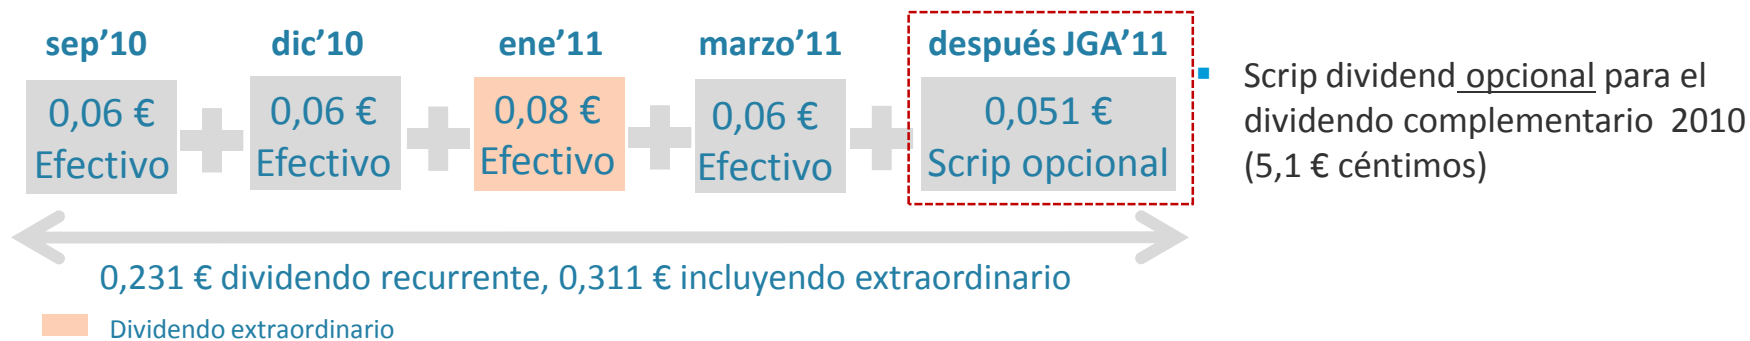 sep’10
0,06 €
Efectivo
dic’10
0,06 €
Efectivo
ene’11
0,08 €
Efectivo
marzo’11
0,06 €
Efectivo
después JGA’11
0,051 €
Scrip opcional
▪ Scrip dividend opcional para el
dividendo complementario 2010
(5,1 € céntimos)
0,231 € dividendo recurrente, 0,311 € incluyendo extraordinario
Dividendo extraordinario